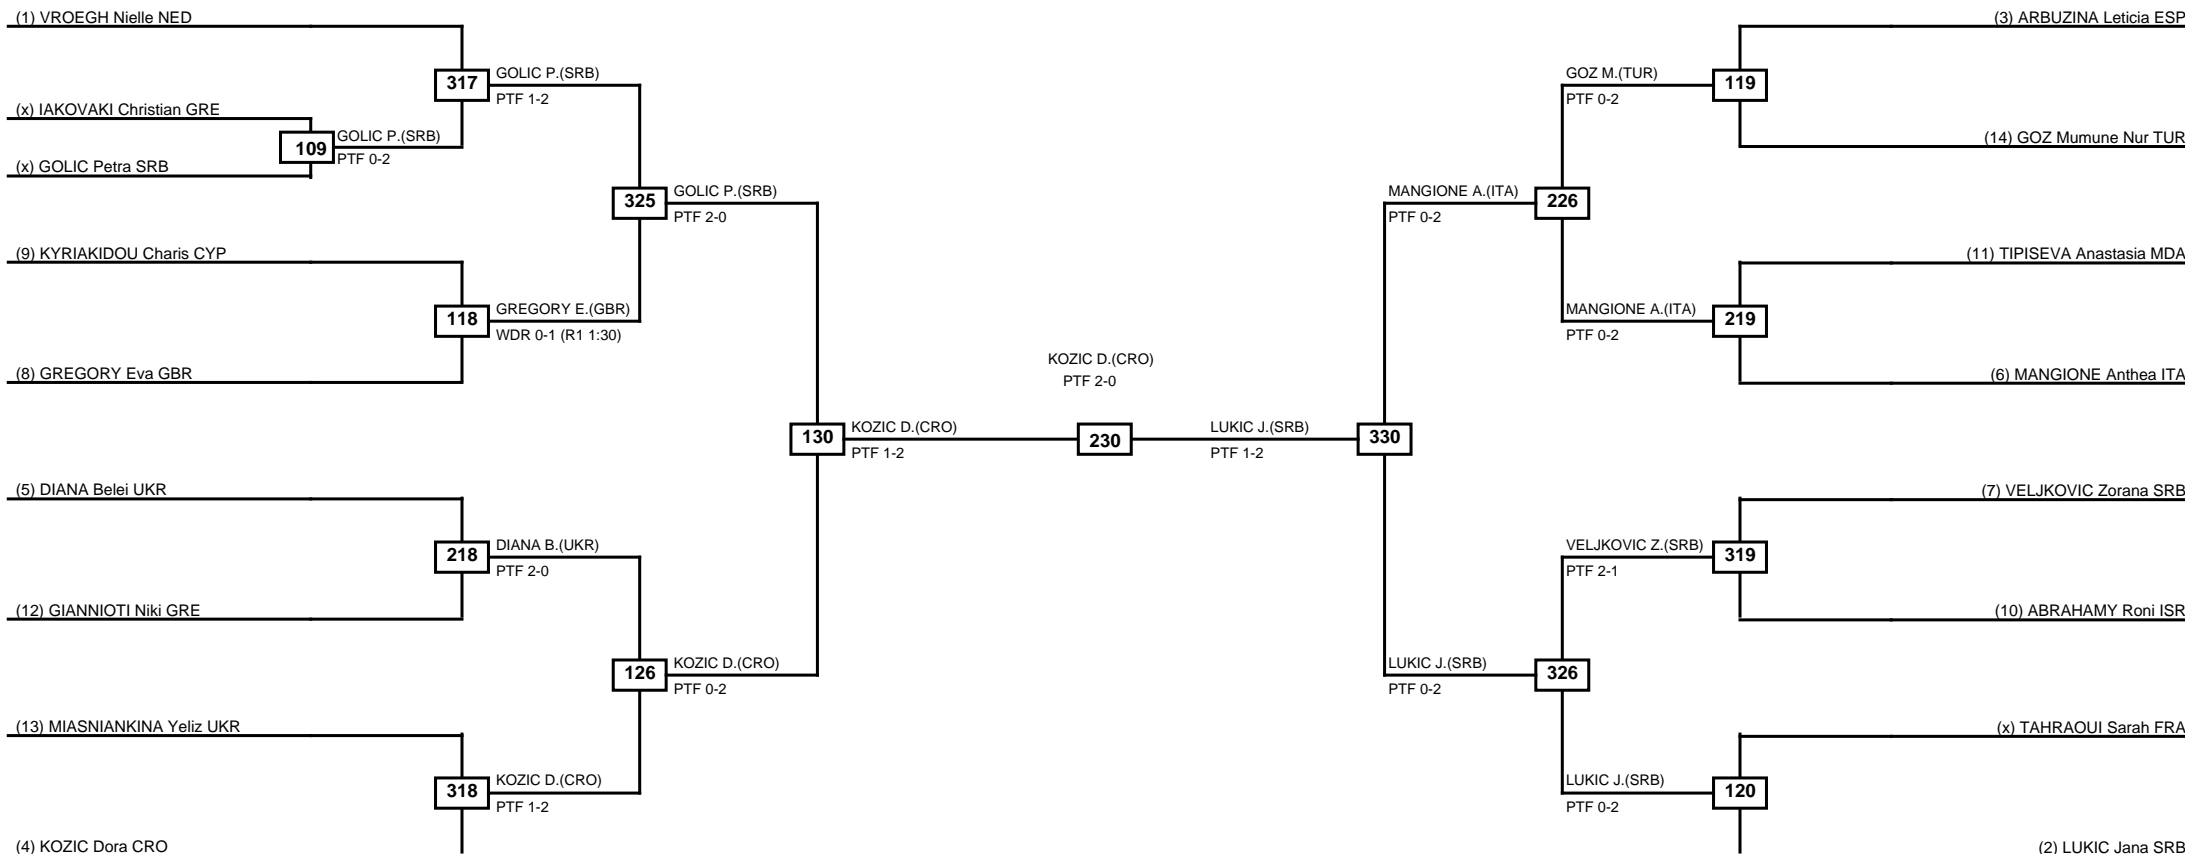 (1) VROEGH Nielle NED
(3) ARBUZINA Leticia ESP
317
GOLIC P.(SRB)
PTF 1-2
GOZ M.(TUR)
PTF 0-2
119
(x) IAKOVAKI Christian GRE
109
GOLIC P.(SRB)
PTF 0-2
(x) GOLIC Petra SRB
(14) GOZ Mumune Nur TUR
325
GOLIC P.(SRB)
PTF 2-0
MANGIONE A.(ITA)
PTF 0-2
226
(9) KYRIAKIDOU Charis CYP
(11) TIPISEVA Anastasia MDA
118
GREGORY E.(GBR)
WDR 0-1 (R1 1:30)
MANGIONE A.(ITA)
PTF 0-2
219
(8) GREGORY Eva GBR
(6) MANGIONE Anthea ITA
KOZIC D.(CRO)
PTF 2-0
130
KOZIC D.(CRO)
PTF 1-2
230
LUKIC J.(SRB)
PTF 1-2
330
(5) DIANA Belei UKR
(7) VELJKOVIC Zorana SRB
218
DIANA B.(UKR)
PTF 2-0
VELJKOVIC Z.(SRB)
PTF 2-1
319
(12) GIANNIOTI Niki GRE
(10) ABRAHAMY Roni ISR
126
KOZIC D.(CRO)
PTF 0-2
LUKIC J.(SRB)
PTF 0-2
326
(13) MIASNIANKINA Yeliz UKR
(x) TAHRAOUI Sarah FRA
318
KOZIC D.(CRO)
PTF 1-2
LUKIC J.(SRB)
PTF 0-2
120
(4) KOZIC Dora CRO
(2) LUKIC Jana SRB